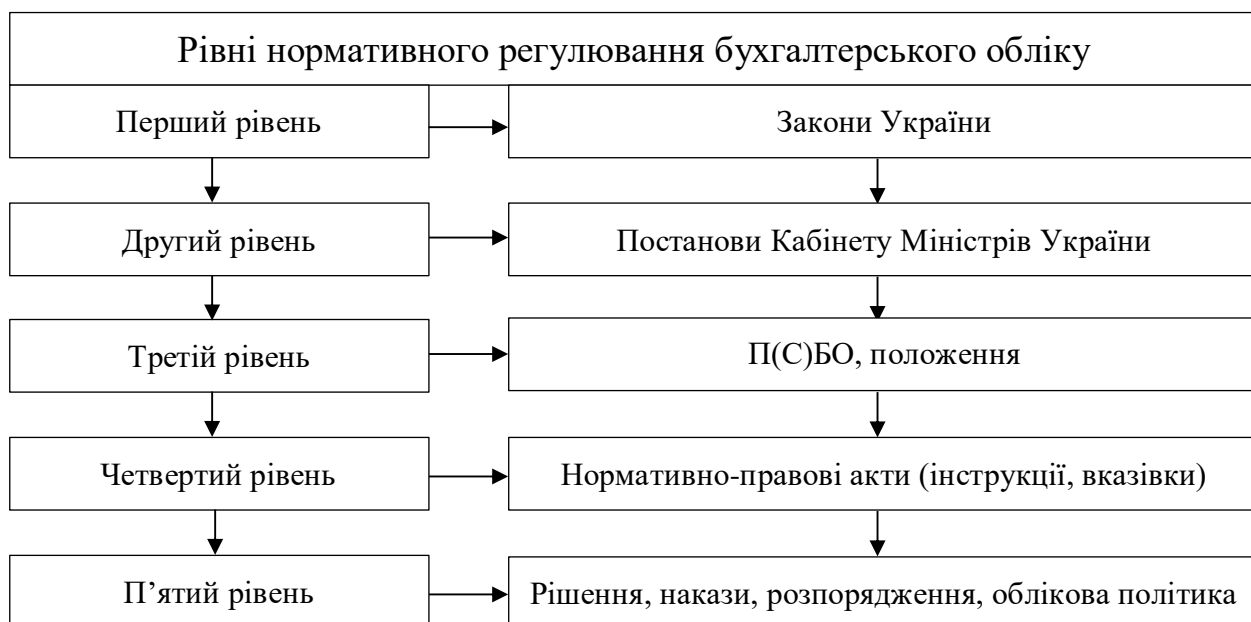 Рівні нормативного регулювання бухгалтерського обліку
Перший рівень
Закони України
Другий рівень
Постанови Кабінету Міністрів України
Третій рівень
П(С)БО, положення
Четвертий рівень
Нормативно-правові акти (інструкції, вказівки)
П’ятий рівень
Рішення, накази, розпорядження, облікова політика